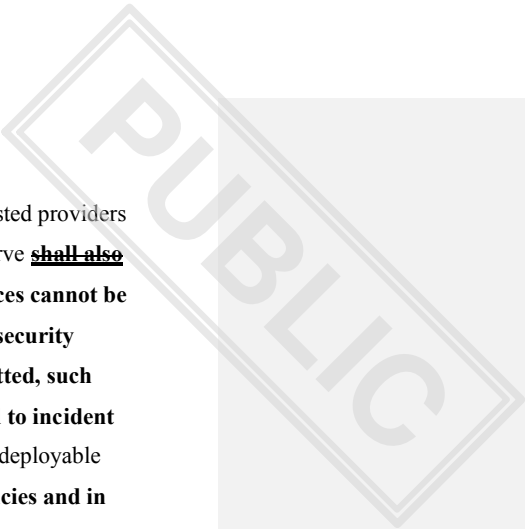 PUBLIC
sted providers
rve shall also
ces cannot be
security
tted, such
to incident
deployable
cies and in